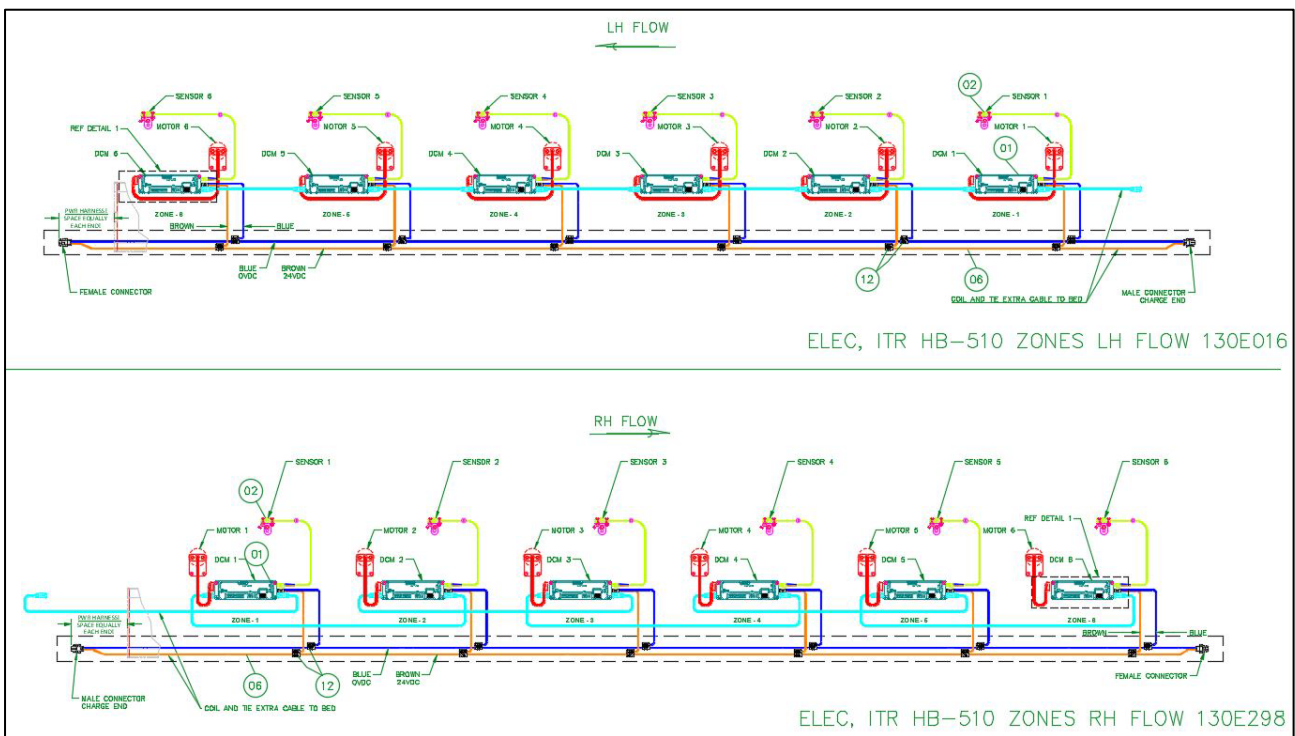 LH FLOW
SENSOR 6
SENSOR 5
SENSOR 4
SENSOR 3
SENSOR 2
02
SENSOR 1
REF DETAIL 1
MOTOR 6
MOTOR 5
MOTOR 4
MOTOR 3
MOTOR 2
MOTOR 1
DCM 6
DCM 5
DCM 4
DCM 3
DCM 2
DCM 1
01
ZONE-6
ZONE-5
ZONE-4
ZONE-3
ZONE-2
ZONE-1
PWR HARNESS
SPACE EQUALLY
EACH END
BROWN
BLUE
BLUE
0VDC
BROWN
24VDC
12
06
COIL AND TIE EXTRA CABLE TO BED
FEMALE CONNECTOR
MALE CONNECTOR
CHARGE END
ELEC, ITR HB-510 ZONES LH FLOW 130E016
RH FLOW
SENSOR 1
SENSOR 2
SENSOR 3
SENSOR 4
SENSOR 5
SENSOR 6
02
REF DETAIL 1
MOTOR 1
MOTOR 2
MOTOR 3
MOTOR 4
MOTOR 5
MOTOR 6
DCM 1
01
DCM 2
DCM 3
DCM 4
DCM 5
DCM 6
ZONE-1
ZONE-2
ZONE-3
ZONE-4
ZONE-5
ZONE-6
PWR HARNESS
SPACE EQUALLY
EACH END
BROWN
BLUE
MALE CONNECTOR
CHARGE END
06
12
COIL AND TIE EXTRA CABLE TO BED
BLUE
0VDC
BROWN
24VDC
FEMALE CONNECTOR
ELEC, ITR HB-510 ZONES RH FLOW 130E298